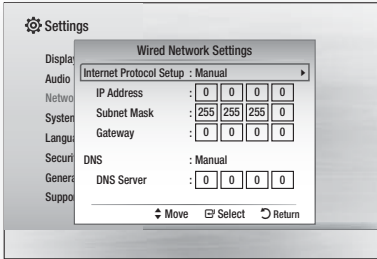 Settings
Wired Network Settings
Display
Internet Protocol Setup : Manual
Audio
IP Address : 0 0 0 0
Netwo
Subnet Mask : 255 255 255 0
System
Gateway : 0 0 0 0
Langua
Securi
DNS : Manual
Genera
DNS Server : 0 0 0 0
Suppo
Move Select Return